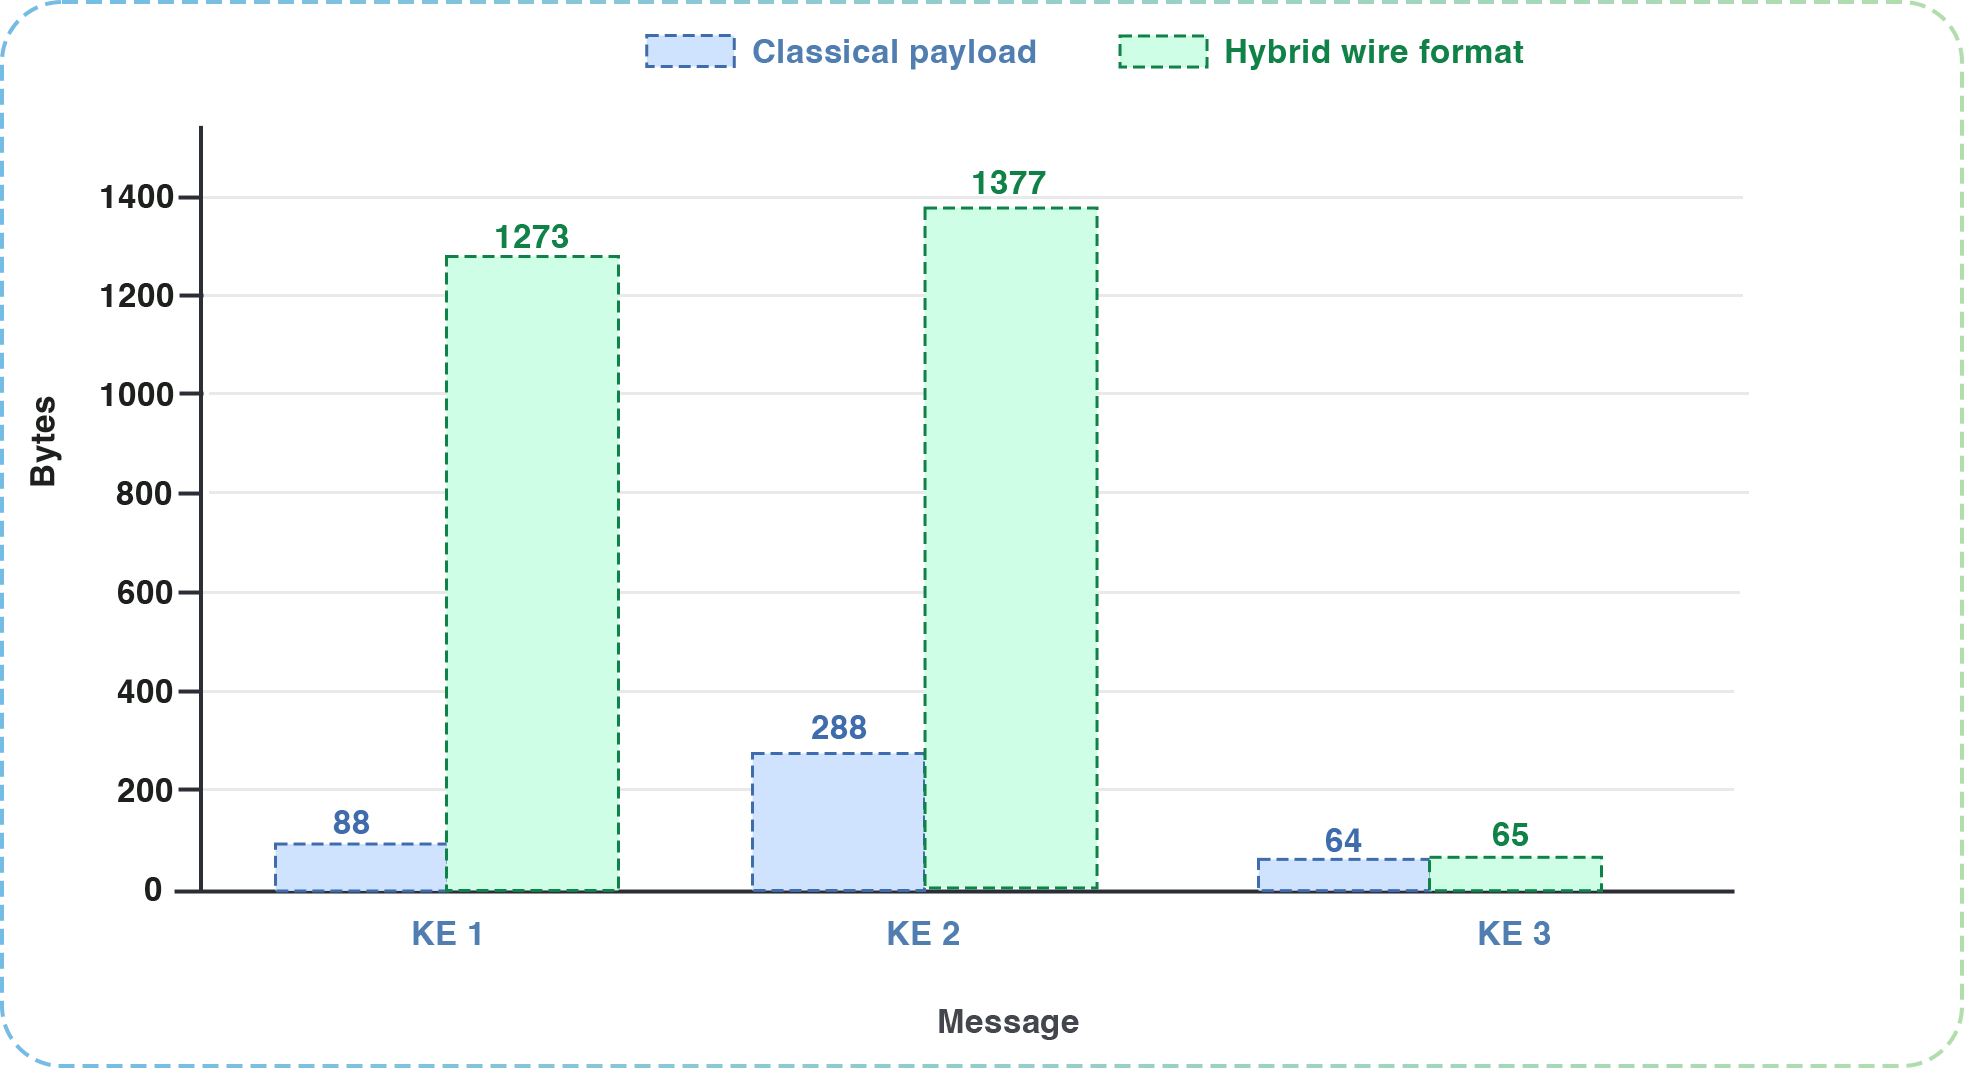 Classical payload
Hybrid wire format
1400
1200
1000
800
600
400
200
0
Bytes
88
1273
288
1377
64
65
KE 1
KE 2
KE 3
Message